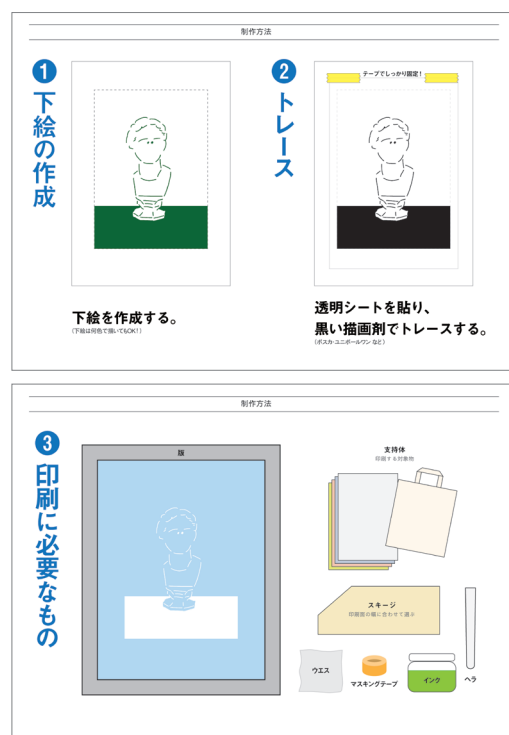 制作方法
1 下絵の作成
下絵を作成する。
(下絵は何色で描いてもOK!)
2 トレース
テープでしっかり固定!
透明シートを貼り、
黒い描画剤でトレースする。
(ポスカ・ユニボールワン など)
制作方法
3 印刷に必要なもの
版
支持体
印刷する対象物
スキージ
印刷面の幅に合わせて選ぶ
ウエス
マスキングテープ
インク
ヘラ